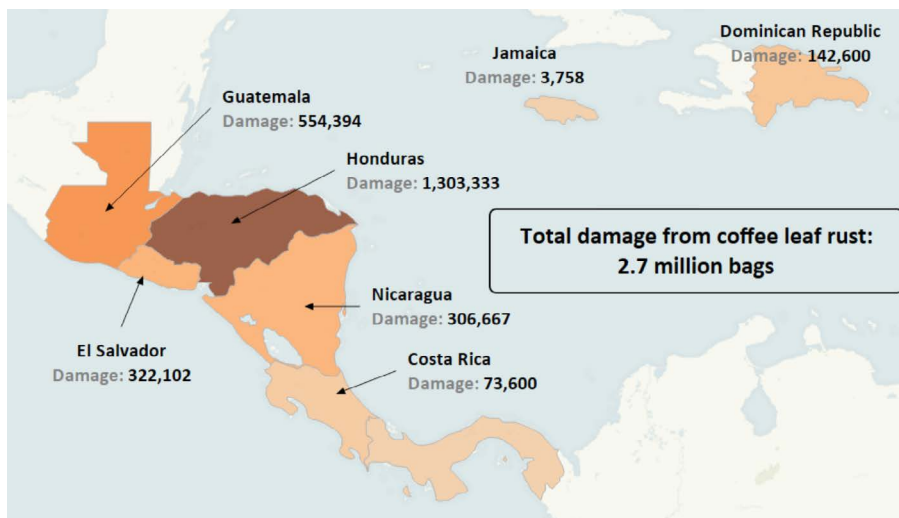 Dominican Republic
Damage: 142,600
Jamaica
Damage: 3,758
Guatemala
Damage: 554,394
Honduras
Damage: 1,303,333
Total damage from coffee leaf rust:
2.7 million bags
Nicaragua
Damage: 306,667
El Salvador
Damage: 322,102
Costa Rica
Damage: 73,600